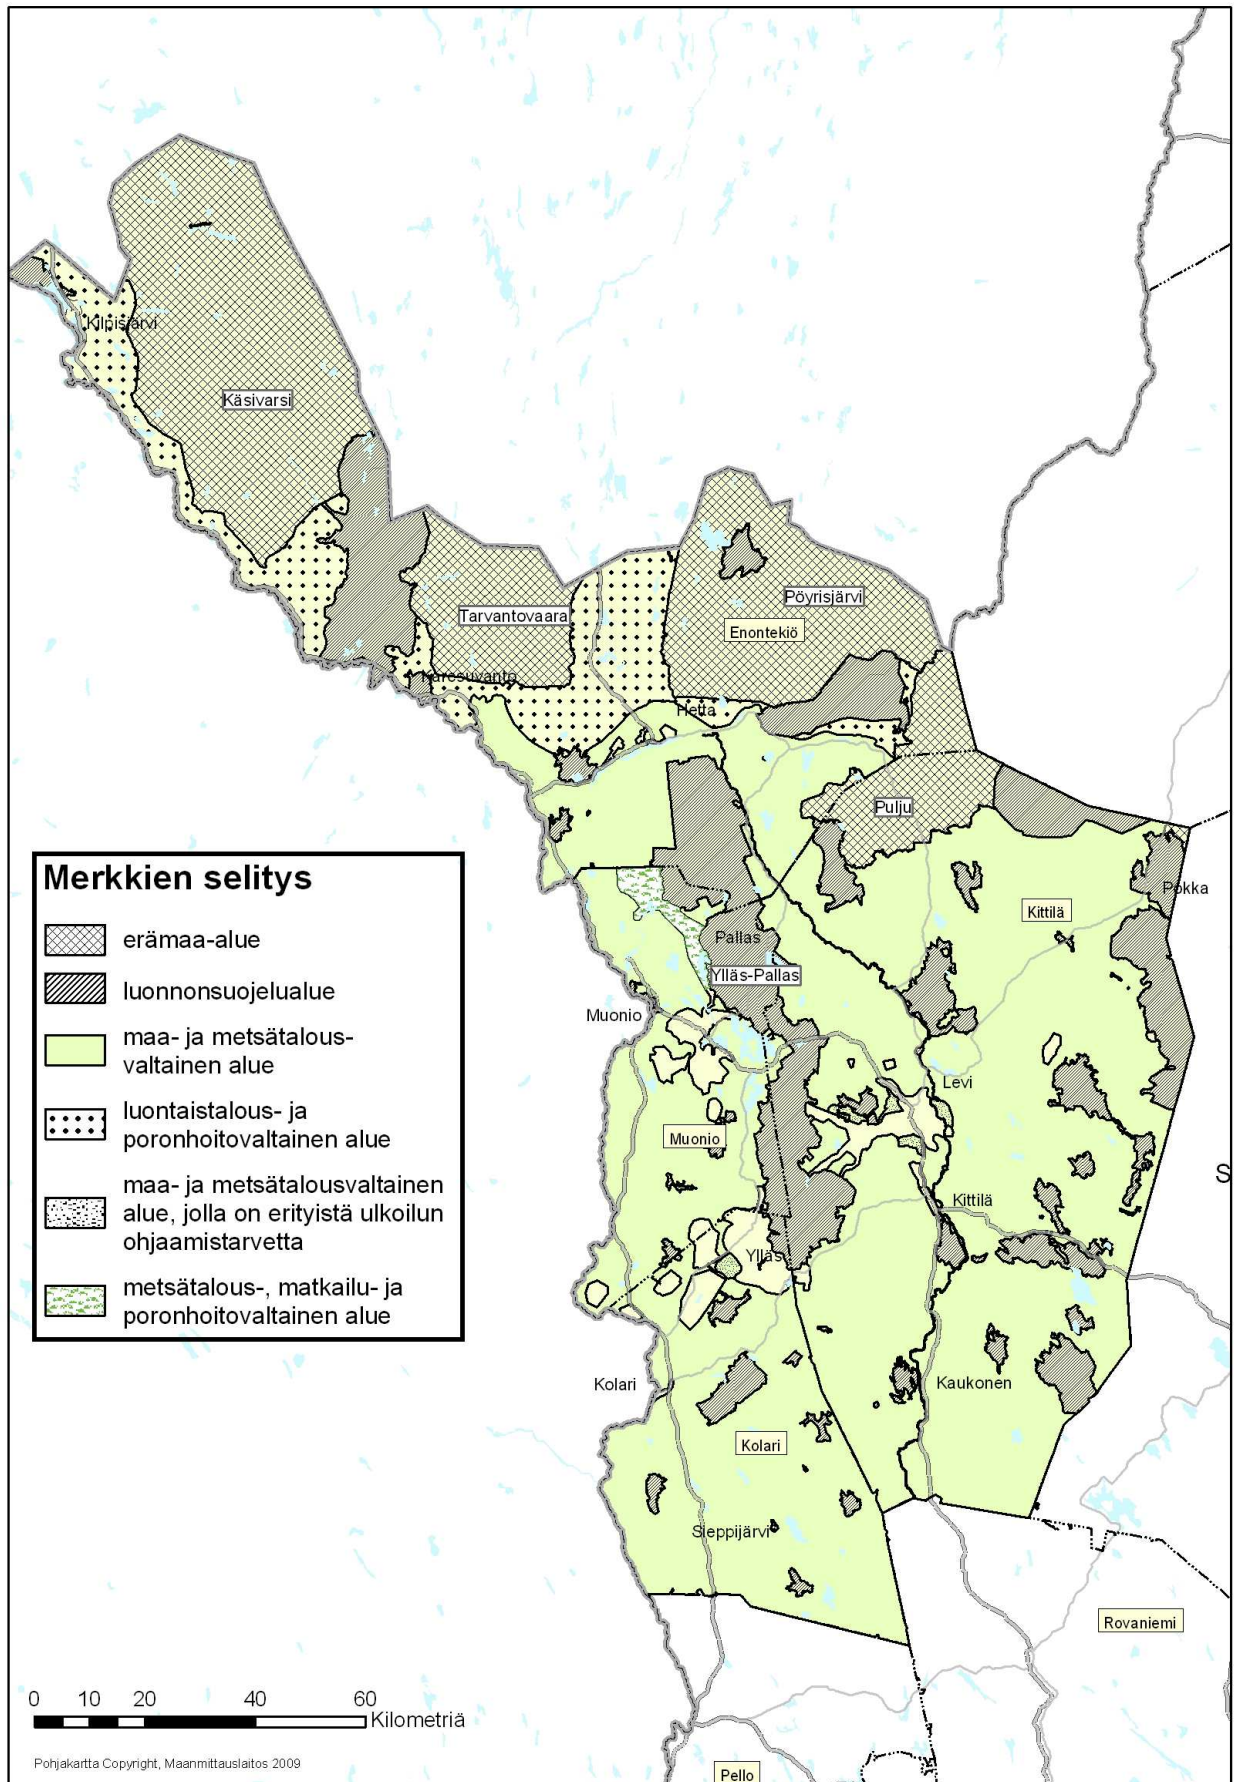 Kilpisjärvi
Käsivarsi
Pöyrisjärvi
Tarvantovaara
Enontekiö
Karesuvanto
Hetta
Pulju
Merkkien selitys
erämaa-alue
luonnonsuojelualue
maa- ja metsätalous-
valtainen alue
luontaistalous- ja
poronhoitovaltainen alue
maa- ja metsätalousvaltainen
alue, jolla on erityistä ulkoilun
ohjaamistarvetta
metsätalous-, matkailu- ja
poronhoitovaltainen alue
Pokka
Kittilä
Pallas
Ylläs-Pallas
Muonio
Levi
Muonio
S
Kittilä
Ylläs
Kolari
Kaukonen
Kolari
Sieppijärvi
Rovaniemi
0 10 20 40 60
Kilometriä
Pohjakartta Copyright, Maanmittauslaitos 2009
Pello